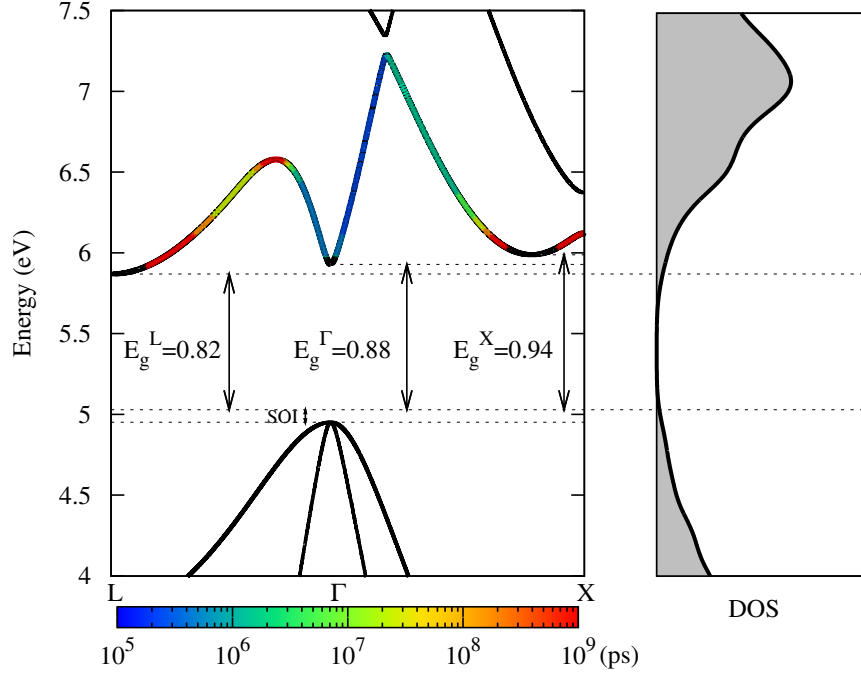 7.5
7
6.5
6
5.5
5
4.5
4
Energy (eV)
E_g^L=0.82
E_g^Γ=0.88
E_g^X=0.94
SOI
L Γ X
DOS
10^5 10^6 10^7 10^8 10^9 (ps)